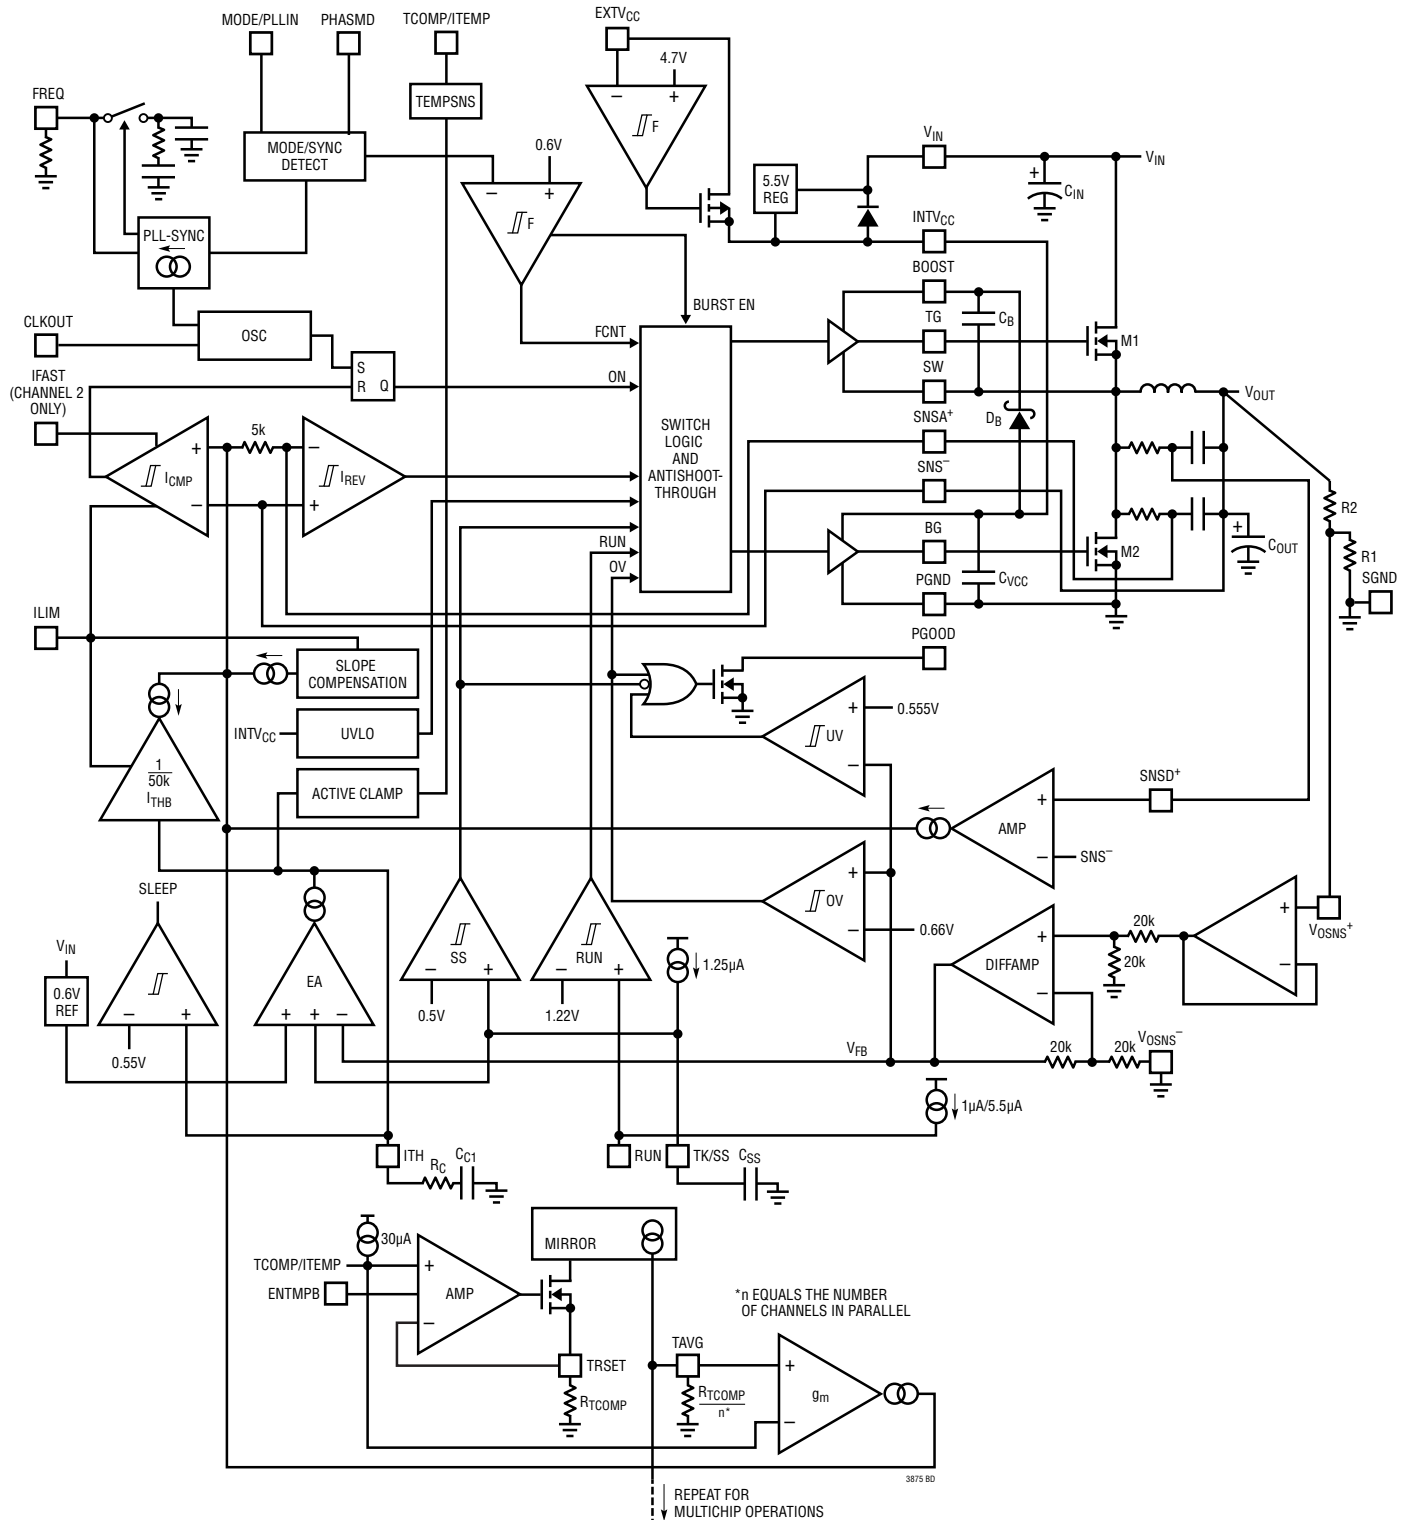 MODE/PLLIN
PHASMD
TCOMP/ITEMP
EXTVCC
4.7V
FREQ
TEMPSNS
– +
F
MODE/SYNC
DETECT
0.6V
VIN
VIN
– +
F
5.5V
REG
+
CIN
PLL-SYNC
INTVCC
BOOST
BURST EN
CLKOUT
OSC
FCNT
TG
CB
M1
IFAST
(CHANNEL 2
ONLY)
S
R Q
ON
SW
VOUT
5k
SNSA+
DB
+
–
ICMP
–
+
IREV
SWITCH
LOGIC
AND
ANTISHOOT-
THROUGH
SNS–
R2
RUN
BG
M2
+
COUT
OV
CVCC
R1
PGND
SGND
ILIM
PGOOD
SLOPE
COMPENSATION
+
0.555V
INTVCC
UVLO
UV
–
1
50k
ITHB
ACTIVE CLAMP
SNSD+
+
AMP
–
SNS–
SLEEP
+
OV
–
0.66V
+
VOSNS+
–
VIN
SS
– +
RUN
– +
1.25µA
+
DIFFAMP
–
20k
20k
0.6V
REF
– +
EA
+ + –
0.5V
1.22V
0.55V
VFB
20k
20k
VOSNS–
1µA/5.5µA
ITH
RC
CC1
RUN
TK/SS
CSS
30µA
MIRROR
TCOMP/ITEMP
+
AMP
–
ENTMPB
*n EQUALS THE NUMBER
OF CHANNELS IN PARALLEL
TRSET
TAVG
+
gm
–
RTCOMP
RTCOMP
n*
3875 BD
REPEAT FOR
MULTICHIP OPERATIONS